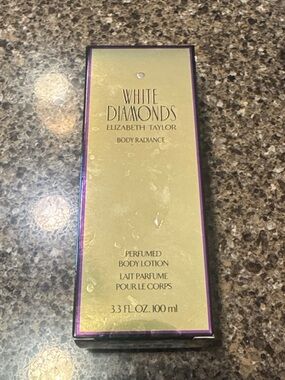 WHITE
DIAMONDS
ELIZABETH TAYLOR
BODY RADIANCE
PERFUMED
BODY LOTION
LAIT PARFUME
POUR LE CORPS
3.3 FL. OZ. 100 ml